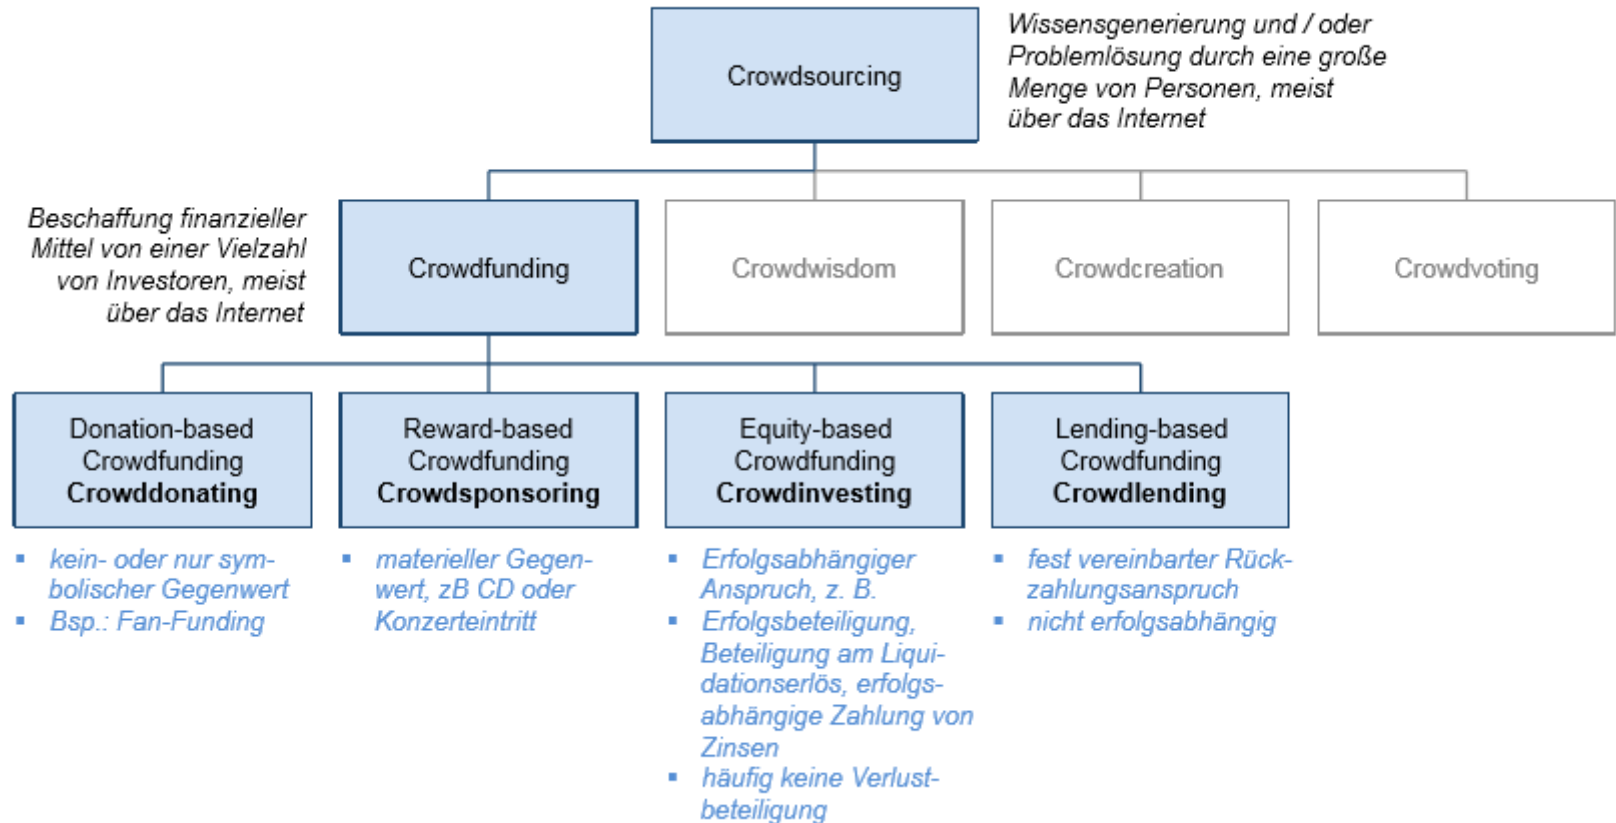 Crowdsourcing
Wissensgenerierung und / oder
Problemlösung durch eine große
Menge von Personen, meist
über das Internet
Beschaffung finanzieller
Mittel von einer Vielzahl
von Investoren, meist
über das Internet
Crowdfunding
Crowdwisdom
Crowdcreation
Crowdvoting
Donation-based
Crowdfunding
Crowddonating
Reward-based
Crowdfunding
Crowdsponsoring
Equity-based
Crowdfunding
Crowdinvesting
Lending-based
Crowdfunding
Crowdlending
▪ kein- oder nur sym-
bolischer Gegenwert
▪ Bsp.: Fan-Funding
▪ materieller Gegen-
wert, zB CD oder
Konzerteintritt
▪ Erfolgsabhängiger
Anspruch, z. B.
▪ Erfolgsbeteiligung,
Beteiligung am Liqui-
dationserlös, erfolgs-
abhängige Zahlung von
Zinsen
▪ häufig keine Verlust-
beteiligung
▪ fest vereinbarter Rück-
zahlungsanspruch
▪ nicht erfolgsabhängig